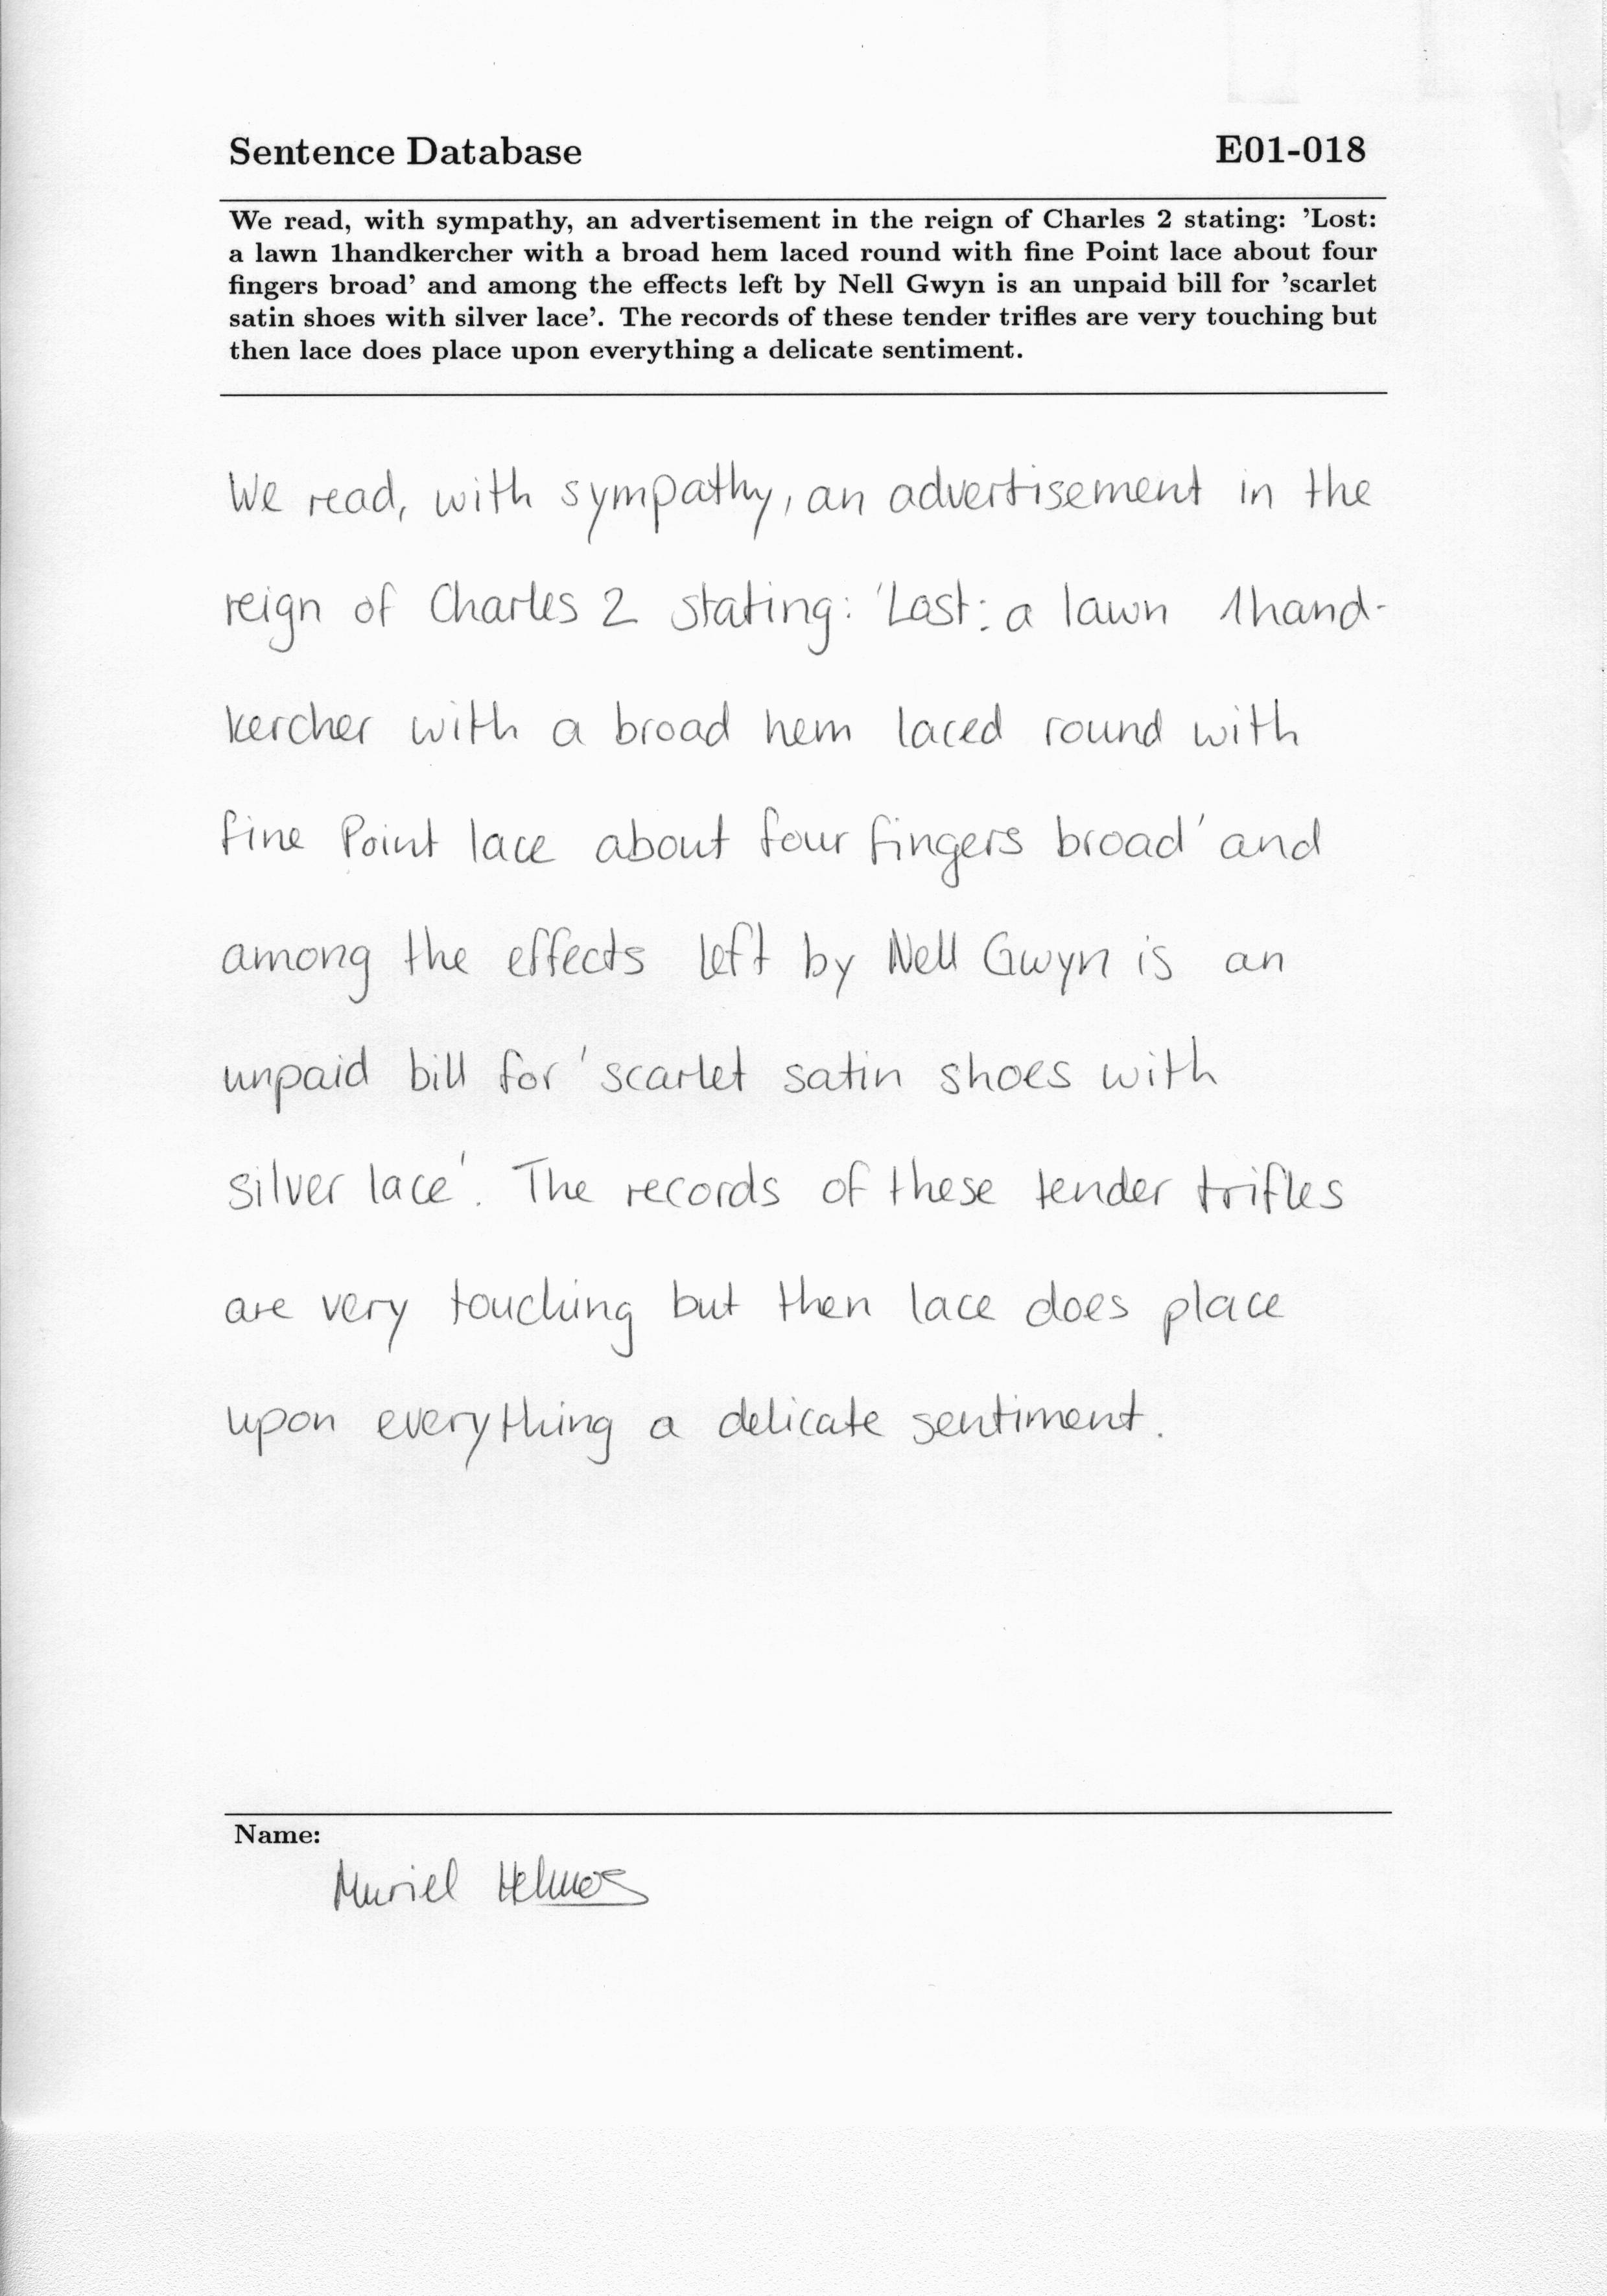 Sentence Database E01-018
We read, with sympathy, an advertisement in the reign of Charles 2 stating: 'Lost:
a lawn 1handkercher with a broad hem laced round with fine Point lace about four
fingers broad' and among the effects left by Nell Gwyn is an unpaid bill for 'scarlet
satin shoes with silver lace'. The records of these tender trifles are very touching but
then lace does place upon everything a delicate sentiment.
We read, with sympathy, an advertisement in the
reign of Charles 2 stating: 'Lost: a lawn 1hand-
kercher with a broad hem laced round with
fine Point lace about four fingers broad' and
among the effects left by Nell Gwyn is an
unpaid bill for 'scarlet satin shoes with
silver lace'. The records of these tender trifles
are very touching but then lace does place
upon everything a delicate sentiment.
Name:
Muriel